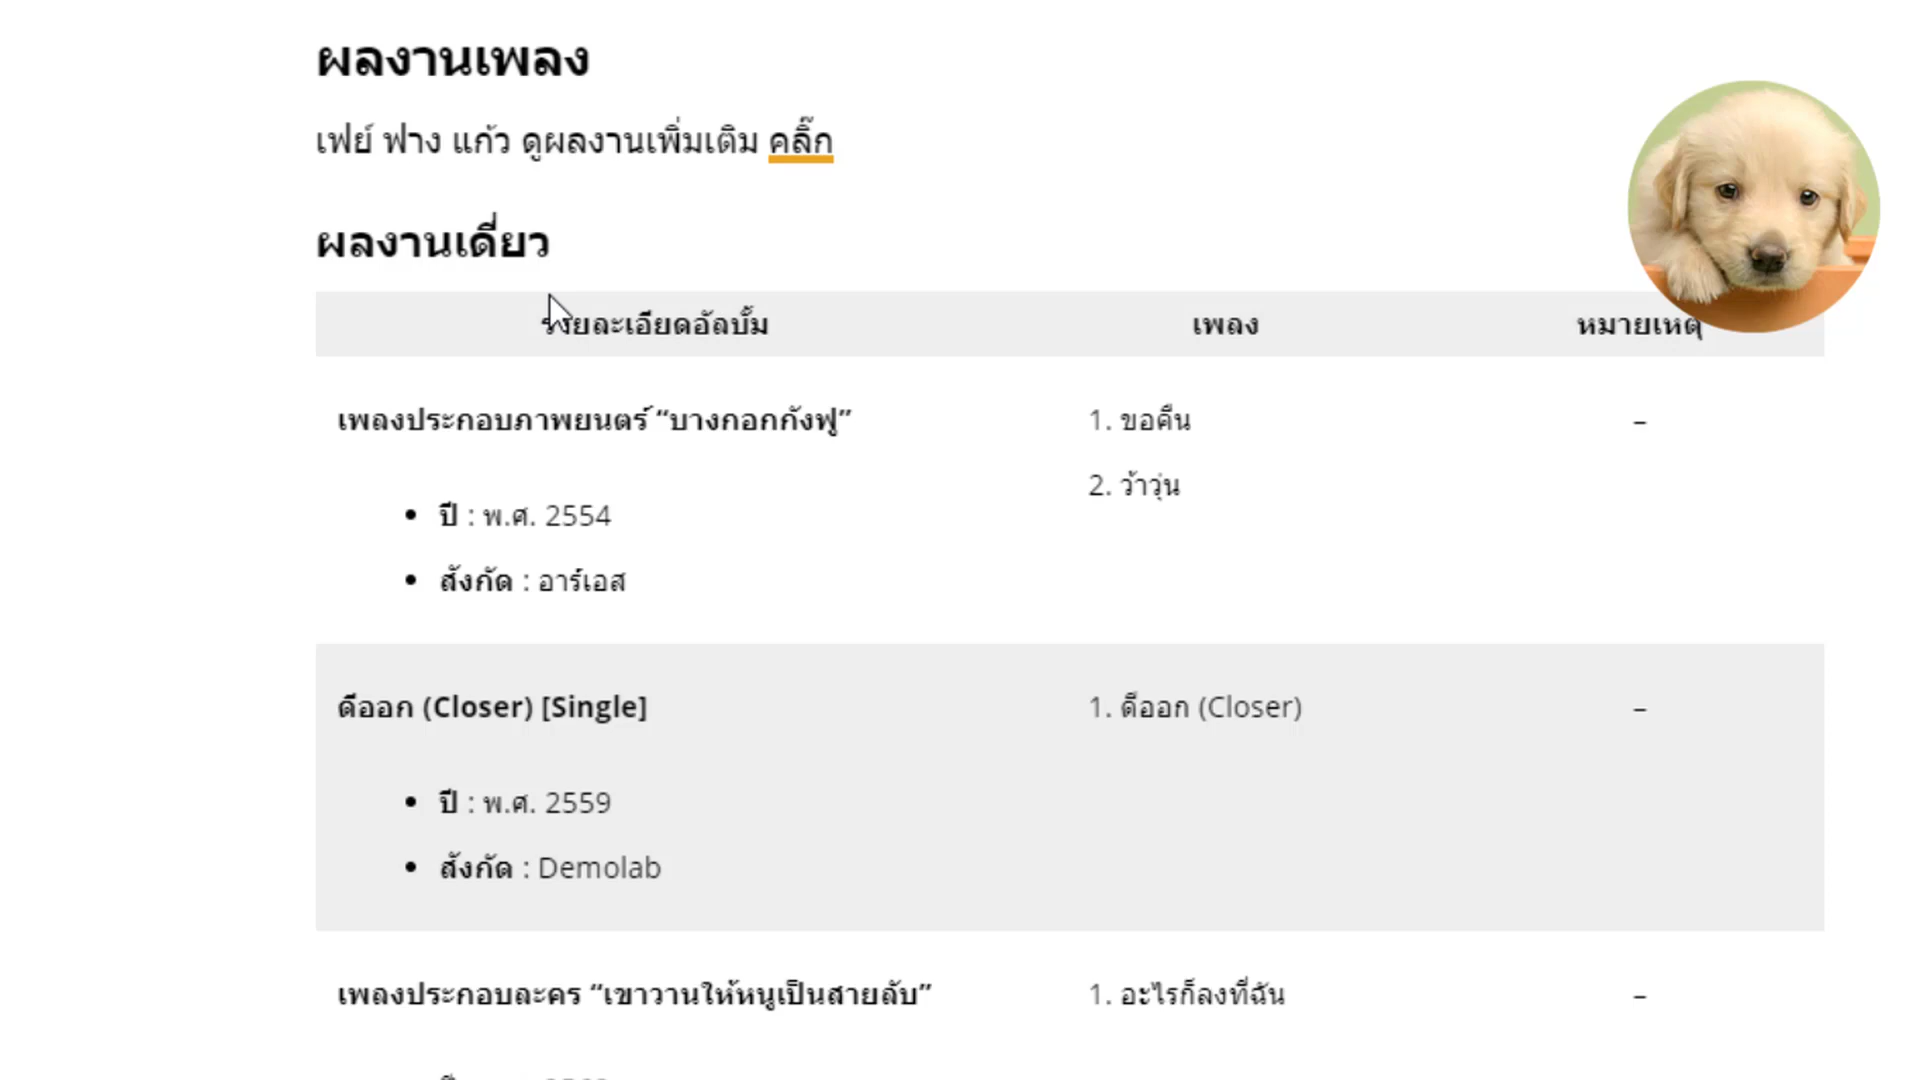 ผลงานเพลง
เฟย์ ฟาง แก้ว ดูผลงานเพิ่มเติม คลิ๊ก
ผลงานเดี่ยว
รายละเอียดอัลบั้ม เพลง หมายเหตุ
เพลงประกอบภาพยนตร์ “บางกอกกังฟู” 1. ขอคืน –
2. ว้าวุ่น
• ปี : พ.ศ. 2554
• สังกัด : อาร์เอส
ดีออก (Closer) [Single] 1. ดีออก (Closer) –
• ปี : พ.ศ. 2559
• สังกัด : Demolab
เพลงประกอบละคร “เขาวานให้หนูเป็นสายลับ” 1. อะไรก็ลงที่ฉัน –